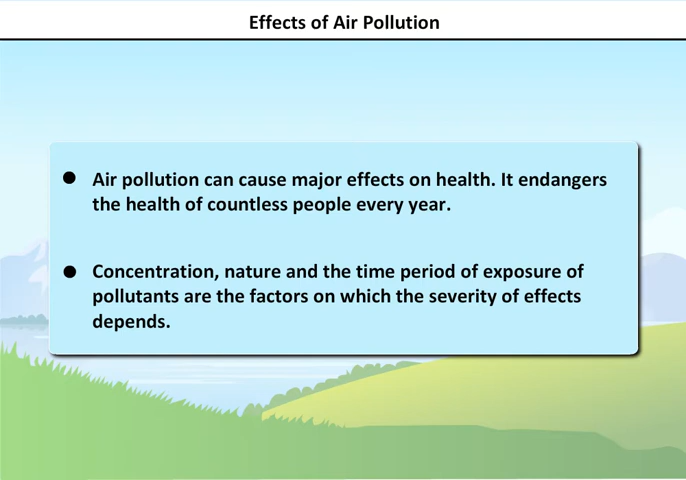 Effects of Air Pollution
● Air pollution can cause major effects on health. It endangers
the health of countless people every year.
● Concentration, nature and the time period of exposure of
pollutants are the factors on which the severity of effects
depends.